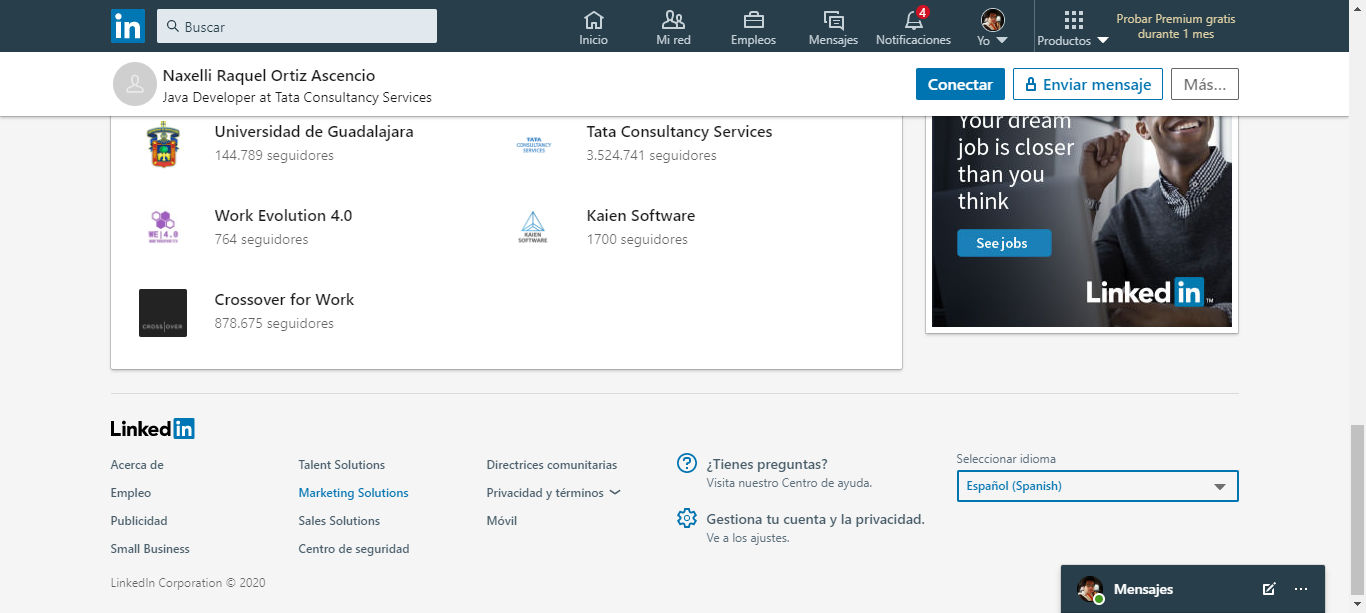 in
Buscar
Inicio
Mi red
Empleos
Mensajes
4
Notificaciones
Yo
Productos
Probar Premium gratis
durante 1 mes
Naxelli Raquel Ortiz Ascencio
Java Developer at Tata Consultancy Services
Conectar
Enviar mensaje
Más...
Universidad de Guadalajara
144.789 seguidores
TATA
CONSULTANCY
SERVICES
Tata Consultancy Services
3.524.741 seguidores
WE|4.0
Work Evolution 4.0
764 seguidores
KAIEN
SOFTWARE
Kaien Software
1700 seguidores
CROSS|OVER
Crossover for Work
878.675 seguidores
Your dream
job is closer
than you
think
See jobs
Linked in ™
Linked in
Acerca de
Talent Solutions
Directrices comunitarias
¿Tienes preguntas?
Visita nuestro Centro de ayuda.
Seleccionar idioma
Español (Spanish)
Empleo
Marketing Solutions
Privacidad y términos
Publicidad
Sales Solutions
Móvil
Gestiona tu cuenta y la privacidad.
Ve a los ajustes.
Small Business
Centro de seguridad
LinkedIn Corporation © 2020
Mensajes